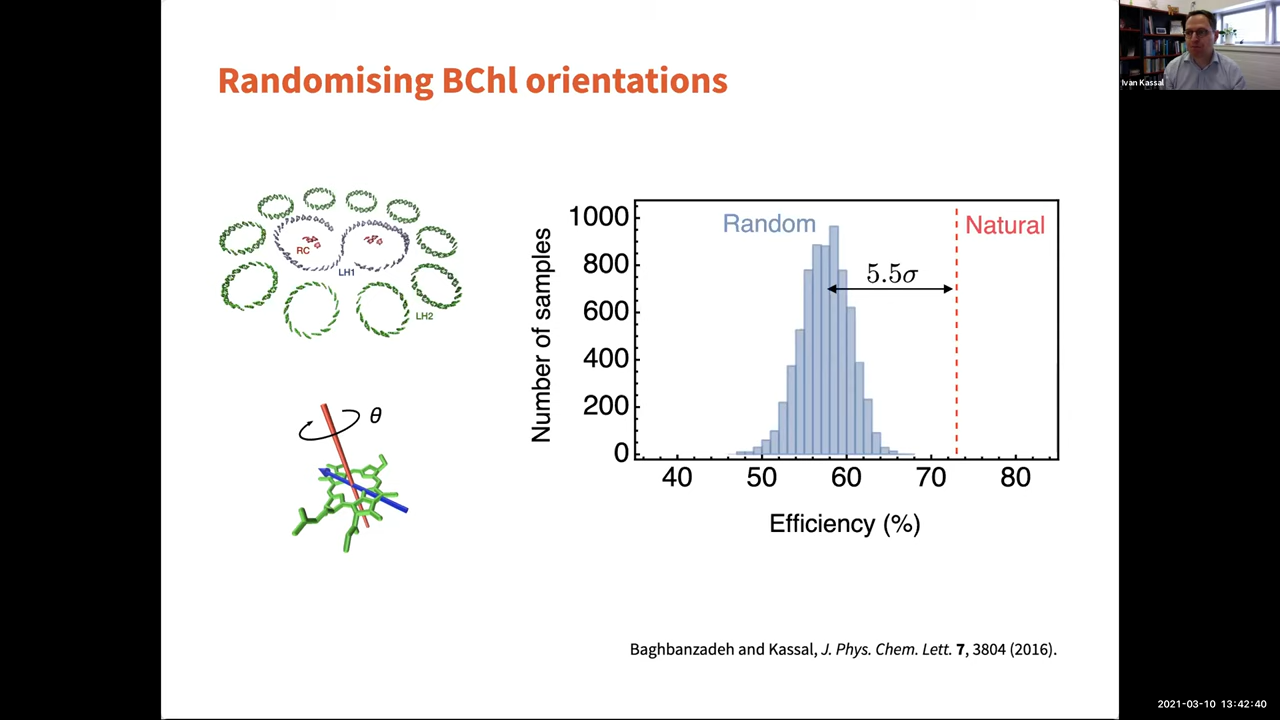 Randomising BChl orientations
Ivan Kassal
RC
LH1
LH2
θ
Number of samples
1000
800
600
400
200
0
Random
5.5σ
Natural
40 50 60 70 80
Efficiency (%)
Baghbanzadeh and Kassal, J. Phys. Chem. Lett. 7, 3804 (2016).
2021-03-10 13:42:40